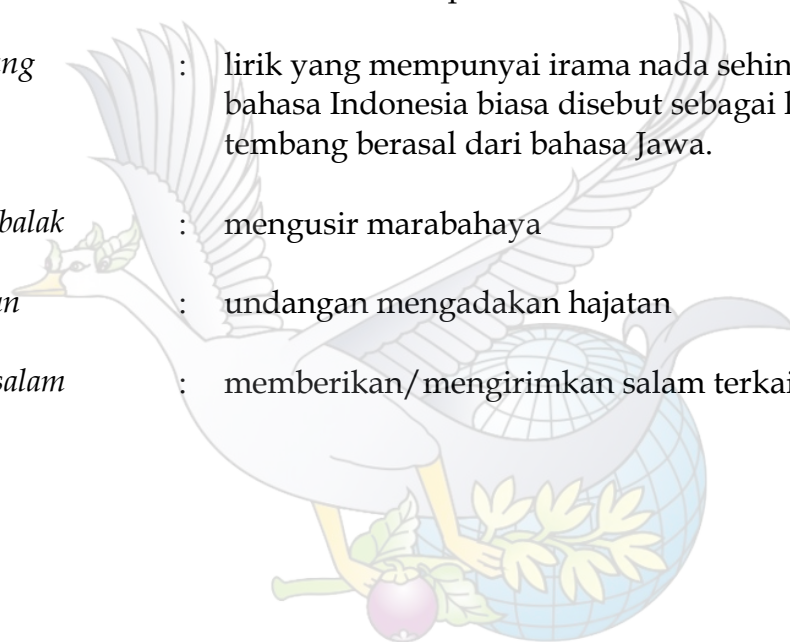 ng : lirik yang mempunyai irama nada sehin
bahasa Indonesia biasa disebut sebagai
tembang berasal dari bahasa Jawa.
balak : mengusir marabahaya
an : undangan mengadakan hajatan
salam : memberikan/mengirimkan salam terkai